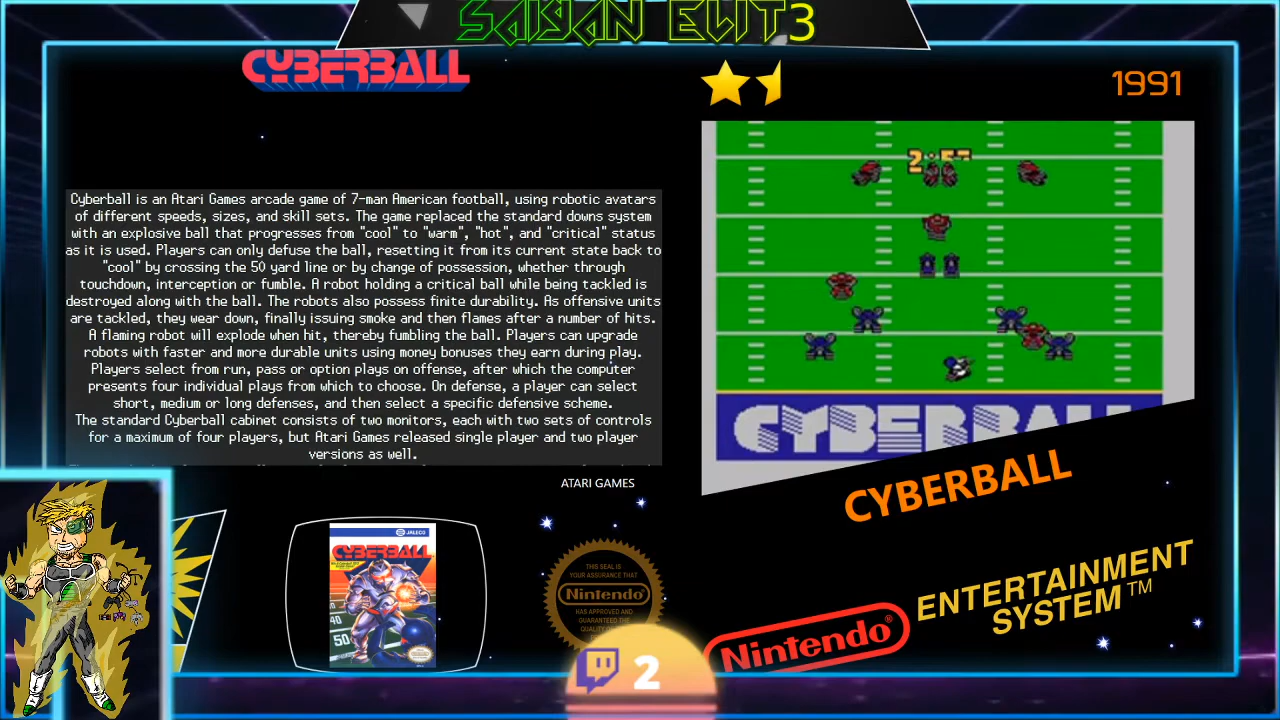 SAIYAN ELIT3
CYBERBALL
1991
2:57
Cyberball is an Atari Games arcade game of 7-man American football, using robotic avatars
of different speeds, sizes, and skill sets. The game replaced the standard downs system
with an explosive ball that progresses from "cool" to "warm", "hot", and "critical" status
as it is used. Players can only defuse the ball, resetting it from its current state back to
"cool" by crossing the 50 yard line or by change of possession, whether through
touchdown, interception or fumble. A robot holding a critical ball while being tackled is
destroyed along with the ball. The robots also possess finite durability. As offensive units
are tackled, they wear down, finally issuing smoke and then flames after a number of hits.
A flaming robot will explode when hit, thereby fumbling the ball. Players can upgrade
robots with faster and more durable units using money bonuses they earn during play.
Players select from run, pass or option plays on offense, after which the computer
presents four individual plays from which to choose. On defense, a player can select
short, medium or long defenses, and then select a specific defensive scheme.
The standard Cyberball cabinet consists of two monitors, each with two sets of controls
for a maximum of four players, but Atari Games released single player and two player
versions as well.
CYBERBALL
ATARI GAMES
CYBERBALL
JALECO
CYBERBALL
40
50
THIS SEAL IS
YOUR ASSURANCE THAT
Nintendo
HAS APPROVED AND
GUARANTEED THE
Nintendo®
ENTERTAINMENT
SYSTEM™
2